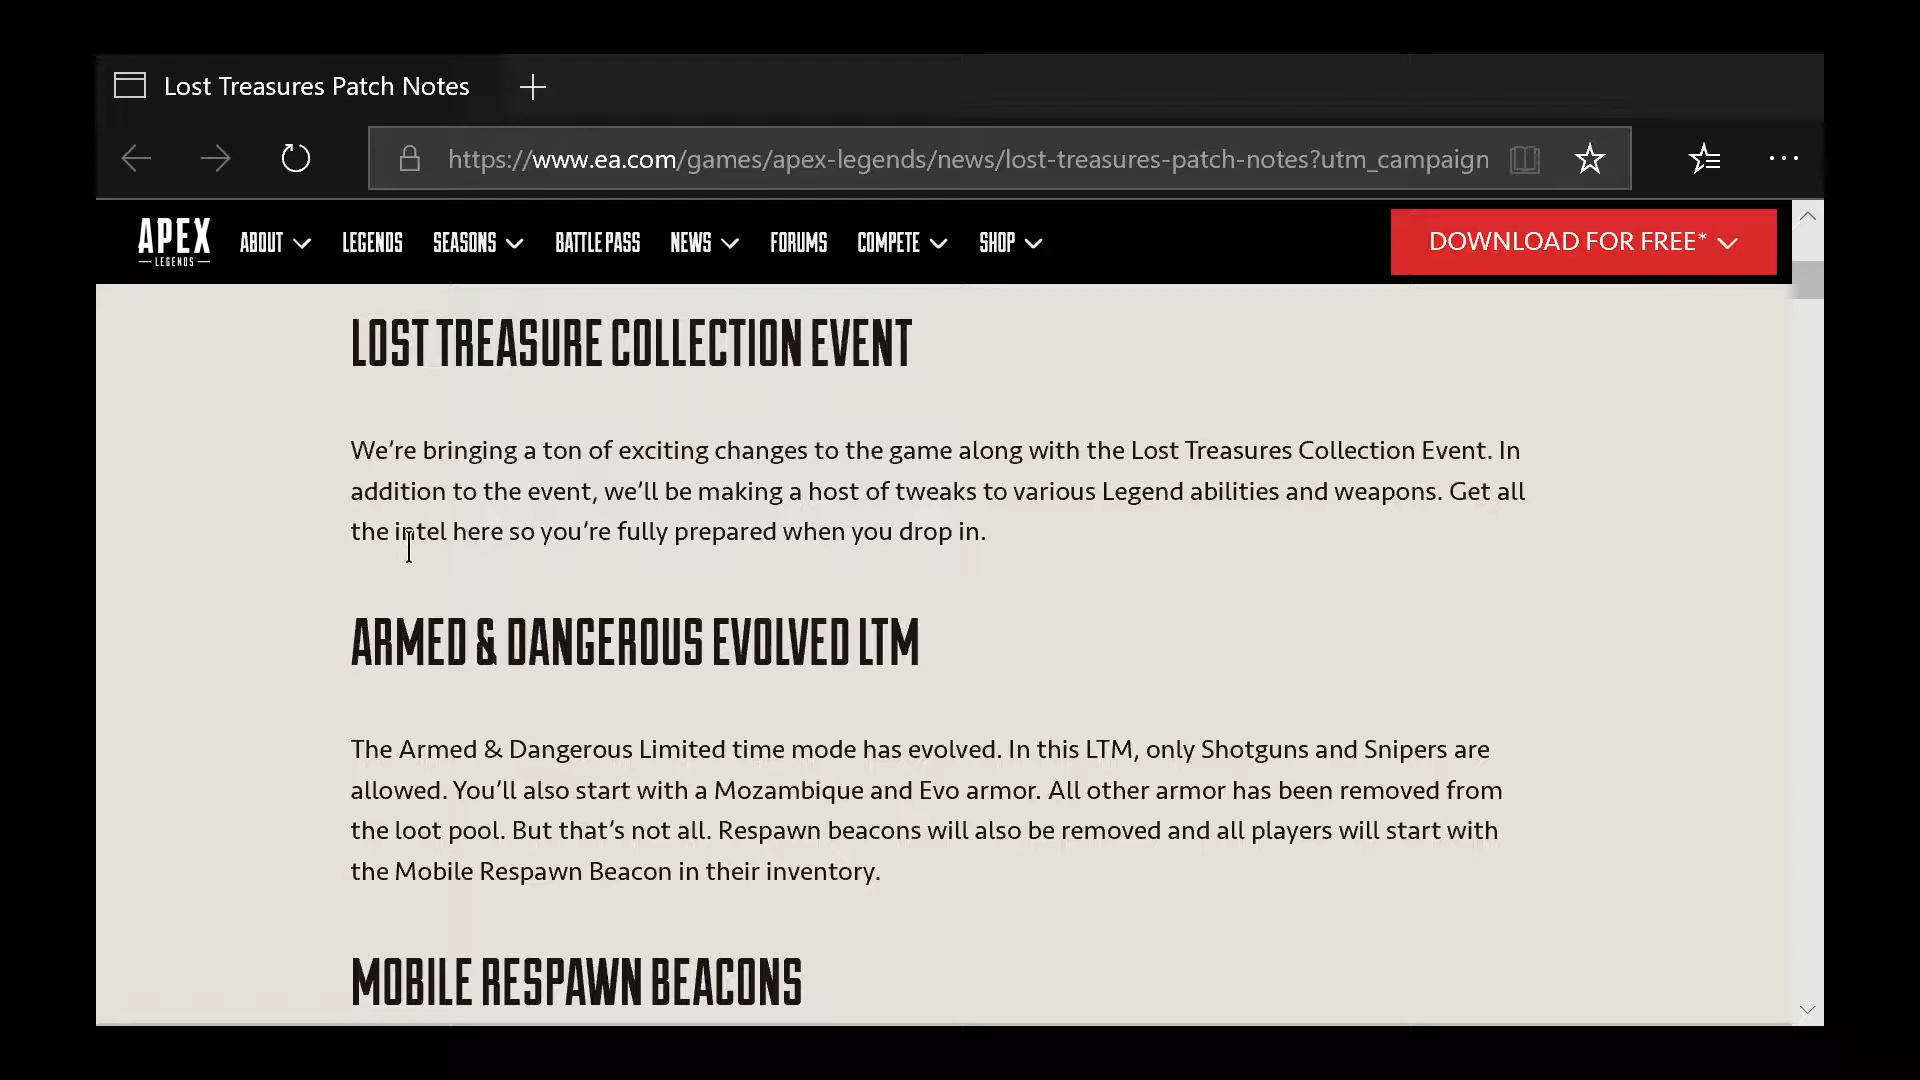 Lost Treasures Patch Notes
https://www.ea.com/games/apex-legends/news/lost-treasures-patch-notes?utm_campaign
APEX
LEGENDS
ABOUT LEGENDS SEASONS BATTLE PASS NEWS FORUMS COMPETE SHOP DOWNLOAD FOR FREE*
LOST TREASURE COLLECTION EVENT
We’re bringing a ton of exciting changes to the game along with the Lost Treasures Collection Event. In
addition to the event, we’ll be making a host of tweaks to various Legend abilities and weapons. Get all
the intel here so you’re fully prepared when you drop in.
ARMED & DANGEROUS EVOLVED LTM
The Armed & Dangerous Limited time mode has evolved. In this LTM, only Shotguns and Snipers are
allowed. You’ll also start with a Mozambique and Evo armor. All other armor has been removed from
the loot pool. But that’s not all. Respawn beacons will also be removed and all players will start with
the Mobile Respawn Beacon in their inventory.
MOBILE RESPAWN BEACONS